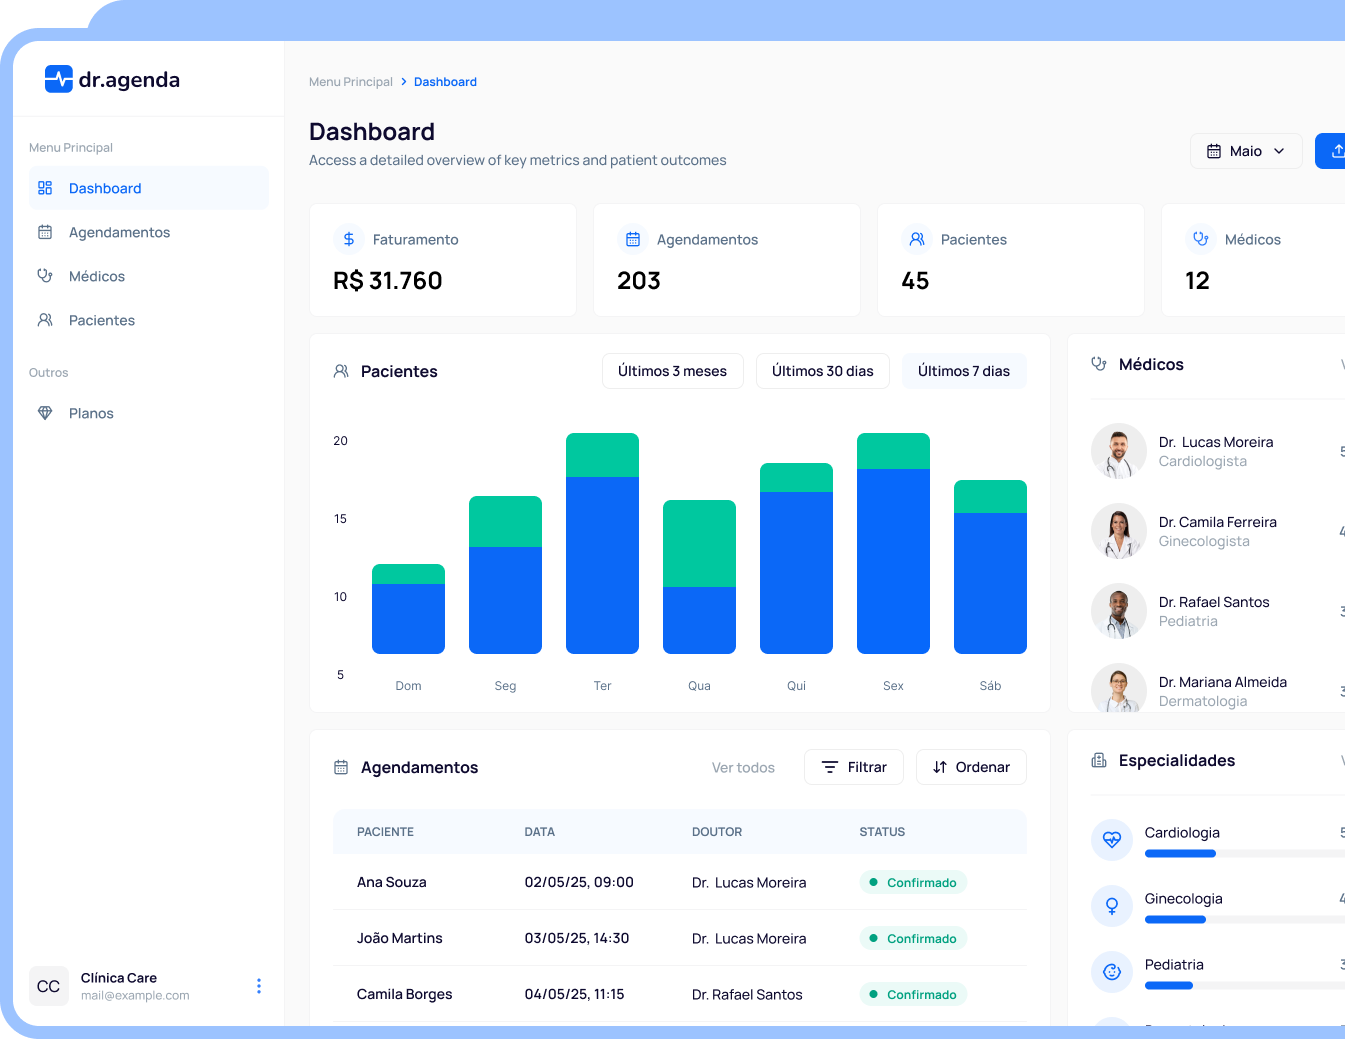 dr.agenda
Menu Principal
Dashboard
Agendamentos
Médicos
Pacientes
Outros
Planos
CC
Clínica Care
mail@example.com
Menu Principal > Dashboard
Dashboard
Access a detailed overview of key metrics and patient outcomes
Maio
Faturamento
R$ 31.760
Agendamentos
203
Pacientes
45
Médicos
12
Pacientes
Últimos 3 meses
Últimos 30 dias
Últimos 7 dias
20
15
10
5
Dom Seg Ter Qua Qui Sex Sáb
Médicos
Dr. Lucas Moreira
Cardiologista
Dr. Camila Ferreira
Ginecologista
Dr. Rafael Santos
Pediatria
Dr. Mariana Almeida
Dermatologia
Agendamentos
Ver todos
Filtrar
Ordenar
PACIENTE DATA DOUTOR STATUS
Ana Souza 02/05/25, 09:00 Dr. Lucas Moreira Confirmado
João Martins 03/05/25, 14:30 Dr. Lucas Moreira Confirmado
Camila Borges 04/05/25, 11:15 Dr. Rafael Santos Confirmado
Especialidades
Cardiologia
Ginecologia
Pediatria